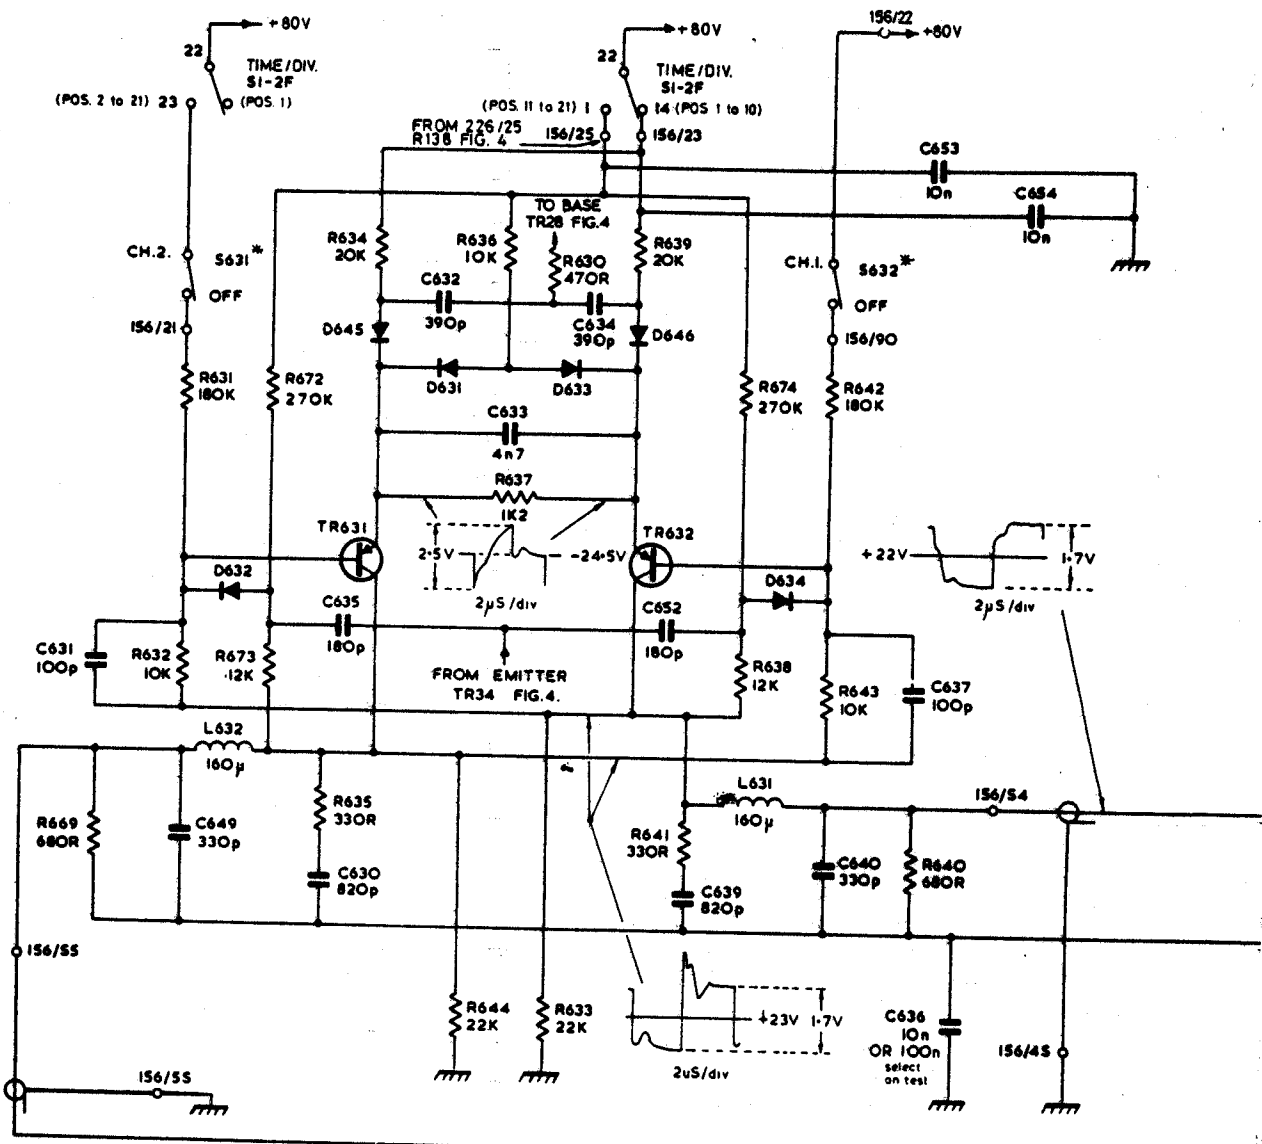 +80V
22
TIME/DIV.
S1-2F
(POS. 2 to 21) 23
(POS. 1)
+80V
22
TIME/DIV.
S1-2F
(POS. 11 to 21) 1
14 (POS 1 to 10)
FROM 226/25
R138 FIG. 4
156/25
156/23
156/22
+80V
C653
10n
C654
10n
TO BASE
TR28 FIG.4
R634
20K
R636
10K
R630
470R
R639
20K
CH.2.
S631*
OFF
156/21
CH.1.
S632*
OFF
156/90
C632
390p
C634
390p
D645
D646
D631
D633
R631
180K
R672
270K
R674
270K
R642
180K
C633
4n7
R637
1K2
TR631
TR632
2.5V
-24.5V
2µS/div
+22V
1.7V
2µS/div
D632
D634
C635
180p
C652
180p
C631
100p
R632
10K
R673
12K
FROM EMITTER
TR34 FIG.4.
R638
12K
R643
10K
C637
100p
L632
160µ
L631
160µ
156/54
R669
680R
C649
330p
R635
330R
C630
820p
R641
330R
C639
820p
C640
330p
R640
680R
156/55
R644
22K
R633
22K
+23V
1.7V
2uS/div
C636
10n
OR 100n
select
on test
156/45
156/55